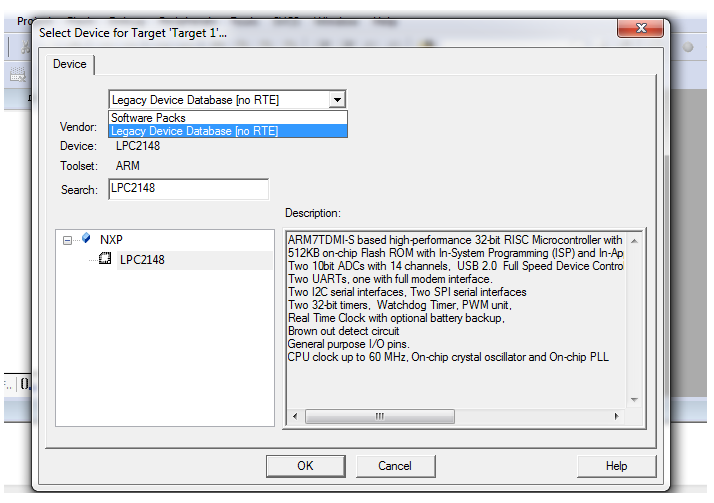 Select Device for Target 'Target 1'...
Device
Legacy Device Database [no RTE]
Software Packs
Legacy Device Database [no RTE]
Vendor:
Device: LPC2148
Toolset: ARM
Search: LPC2148
Description:
NXP
LPC2148
ARM7TDMI-S based high-performance 32-bit RISC Microcontroller with
512KB on-chip Flash ROM with In-System Programming (ISP) and In-Ap
Two 10bit ADCs with 14 channels, USB 2.0 Full Speed Device Contro
Two UARTs, one with full modem interface.
Two I2C serial interfaces, Two SPI serial interfaces
Two 32-bit timers, Watchdog Timer, PWM unit,
Real Time Clock with optional battery backup,
Brown out detect circuit
General purpose I/O pins.
CPU clock up to 60 MHz, On-chip crystal oscillator and On-chip PLL
OK
Cancel
Help